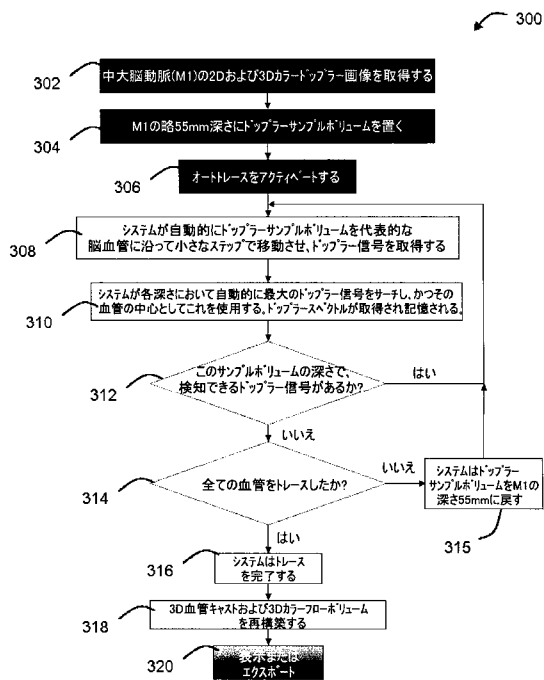 300
302
中大脳動脈(M1)の2Dおよび3Dカラードップラー画像を取得する
304
M1の略55mm深さにドップラーサンプルボリュームを置く
306
オートトレースをアクティベートする
308
システムが自動的にドップラーサンプルボリュームを代表的な
脳血管に沿って小さなステップで移動させ、ドップラー信号を取得する
310
システムが各深さにおいて自動的に最大のドップラー信号をサーチし、かつその
血管の中心としてこれを使用する。ドップラースペクトルが取得され記憶される。
312
このサンプルボリュームの深さで、
検知できるドップラー信号があるか?
はい
いいえ
314
全ての血管をトレースしたか?
いいえ
システムはドップラー
サンプルボリュームをM1の
深さ55mmに戻す
315
はい
316
システムはトレース
を完了する
318
3D血管キャストおよび3Dカラーフローボリューム
を再構築する
320
表示または
エクスポート